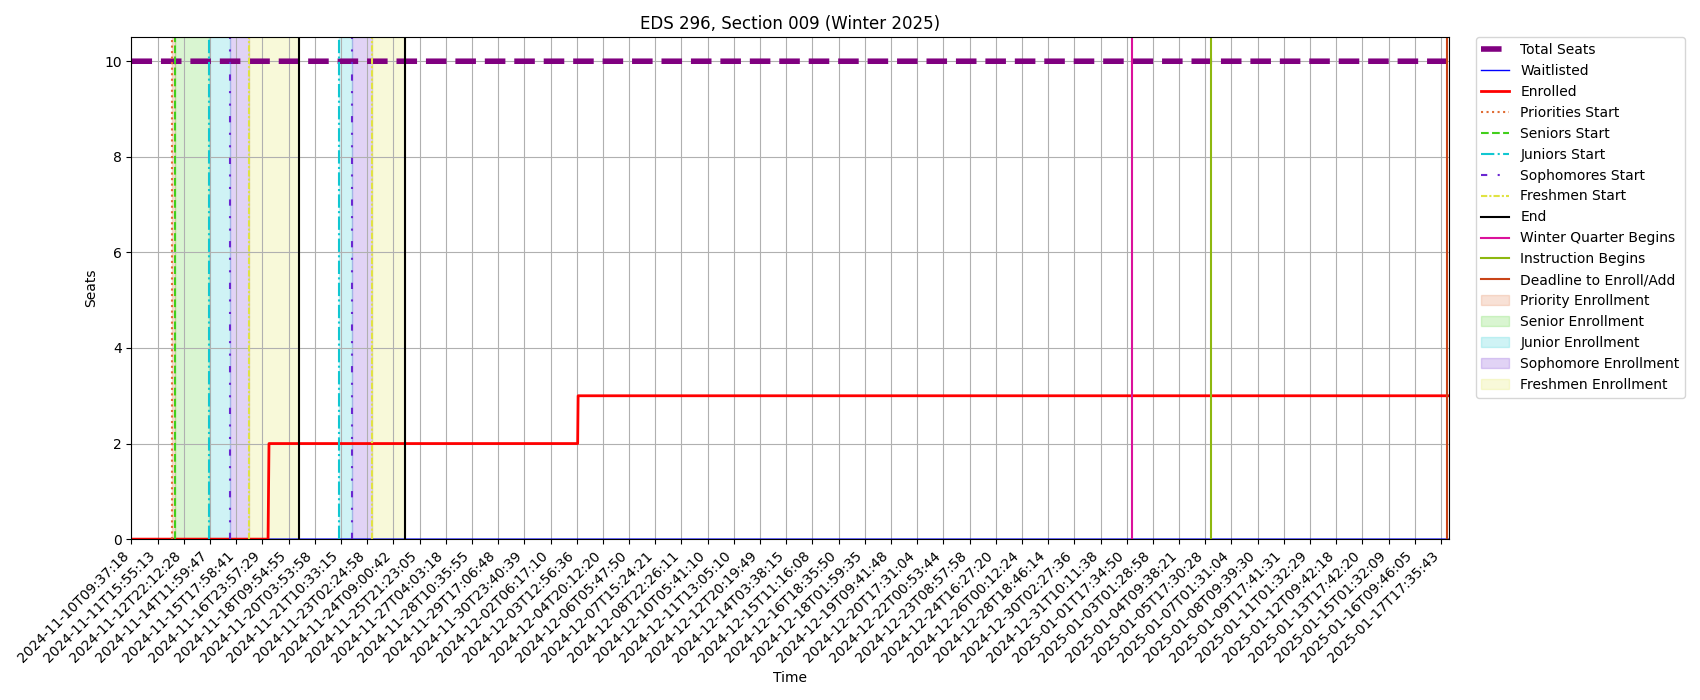 EDS 296, Section 009 (Winter 2025)
10
8
6
4
2
0
Seats
2024-11-10T09:37:18
2024-11-11T15:55:13
2024-11-12T22:12:28
2024-11-14T11:59:47
2024-11-15T17:58:41
2024-11-16T23:57:29
2024-11-18T09:54:55
2024-11-20T03:53:58
2024-11-21T10:33:15
2024-11-23T02:24:58
2024-11-24T09:00:42
2024-11-25T21:23:05
2024-11-28T04:03:18
2024-11-28T10:35:55
2024-11-29T17:06:48
2024-11-30T23:40:39
2024-12-02T06:17:10
2024-12-03T12:56:36
2024-12-04T20:12:20
2024-12-06T05:47:50
2024-12-07T15:24:21
2024-12-08T22:26:11
2024-12-10T05:41:10
2024-12-11T13:05:10
2024-12-12T20:19:49
2024-12-14T03:38:15
2024-12-15T11:16:08
2024-12-16T18:35:50
2024-12-18T01:59:35
2024-12-19T09:41:48
2024-12-20T17:31:04
2024-12-22T00:53:44
2024-12-23T08:57:58
2024-12-24T16:27:20
2024-12-26T00:12:24
2024-12-28T18:46:14
2024-12-30T02:27:36
2024-12-31T10:11:38
2025-01-01T17:34:50
2025-01-03T01:28:58
2025-01-04T09:38:21
2025-01-05T17:30:28
2025-01-07T01:31:04
2025-01-08T09:39:30
2025-01-09T17:41:31
2025-01-11T01:32:29
2025-01-12T09:42:18
2025-01-13T17:42:20
2025-01-15T01:32:09
2025-01-16T09:46:05
2025-01-17T17:35:43
Time
Total Seats
Waitlisted
Enrolled
Priorities Start
Seniors Start
Juniors Start
Sophomores Start
Freshmen Start
End
Winter Quarter Begins
Instruction Begins
Deadline to Enroll/Add
Priority Enrollment
Senior Enrollment
Junior Enrollment
Sophomore Enrollment
Freshmen Enrollment